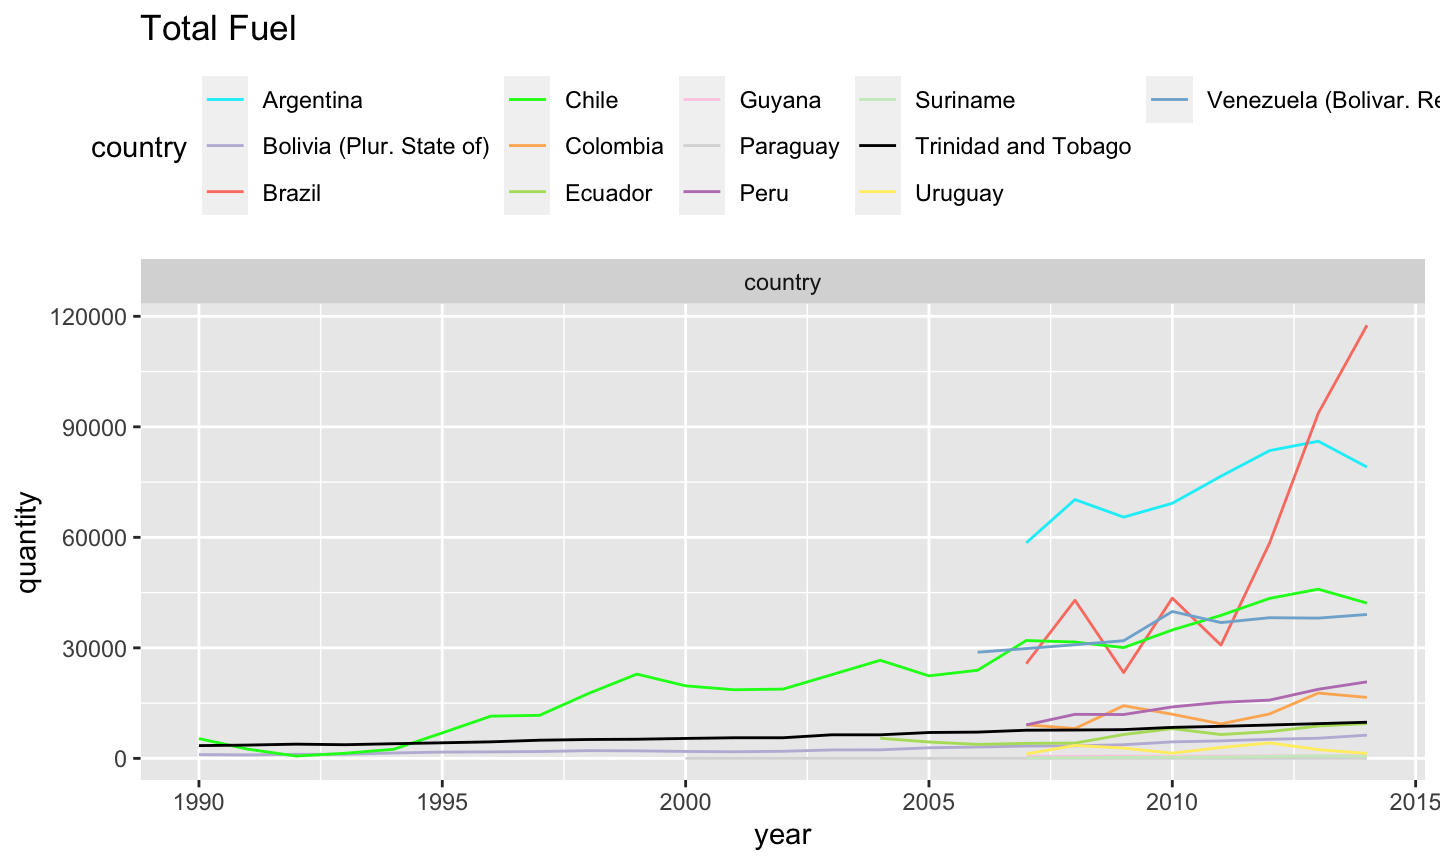 Total Fuel
Argentina Chile Guyana Suriname Venezuela (Bolivar. Re
country Bolivia (Plur. State of) Colombia Paraguay Trinidad and Tobago
Brazil Ecuador Peru Uruguay
country
120000
90000
60000
30000
0
quantity
1990 1995 2000 2005 2010 2015
year